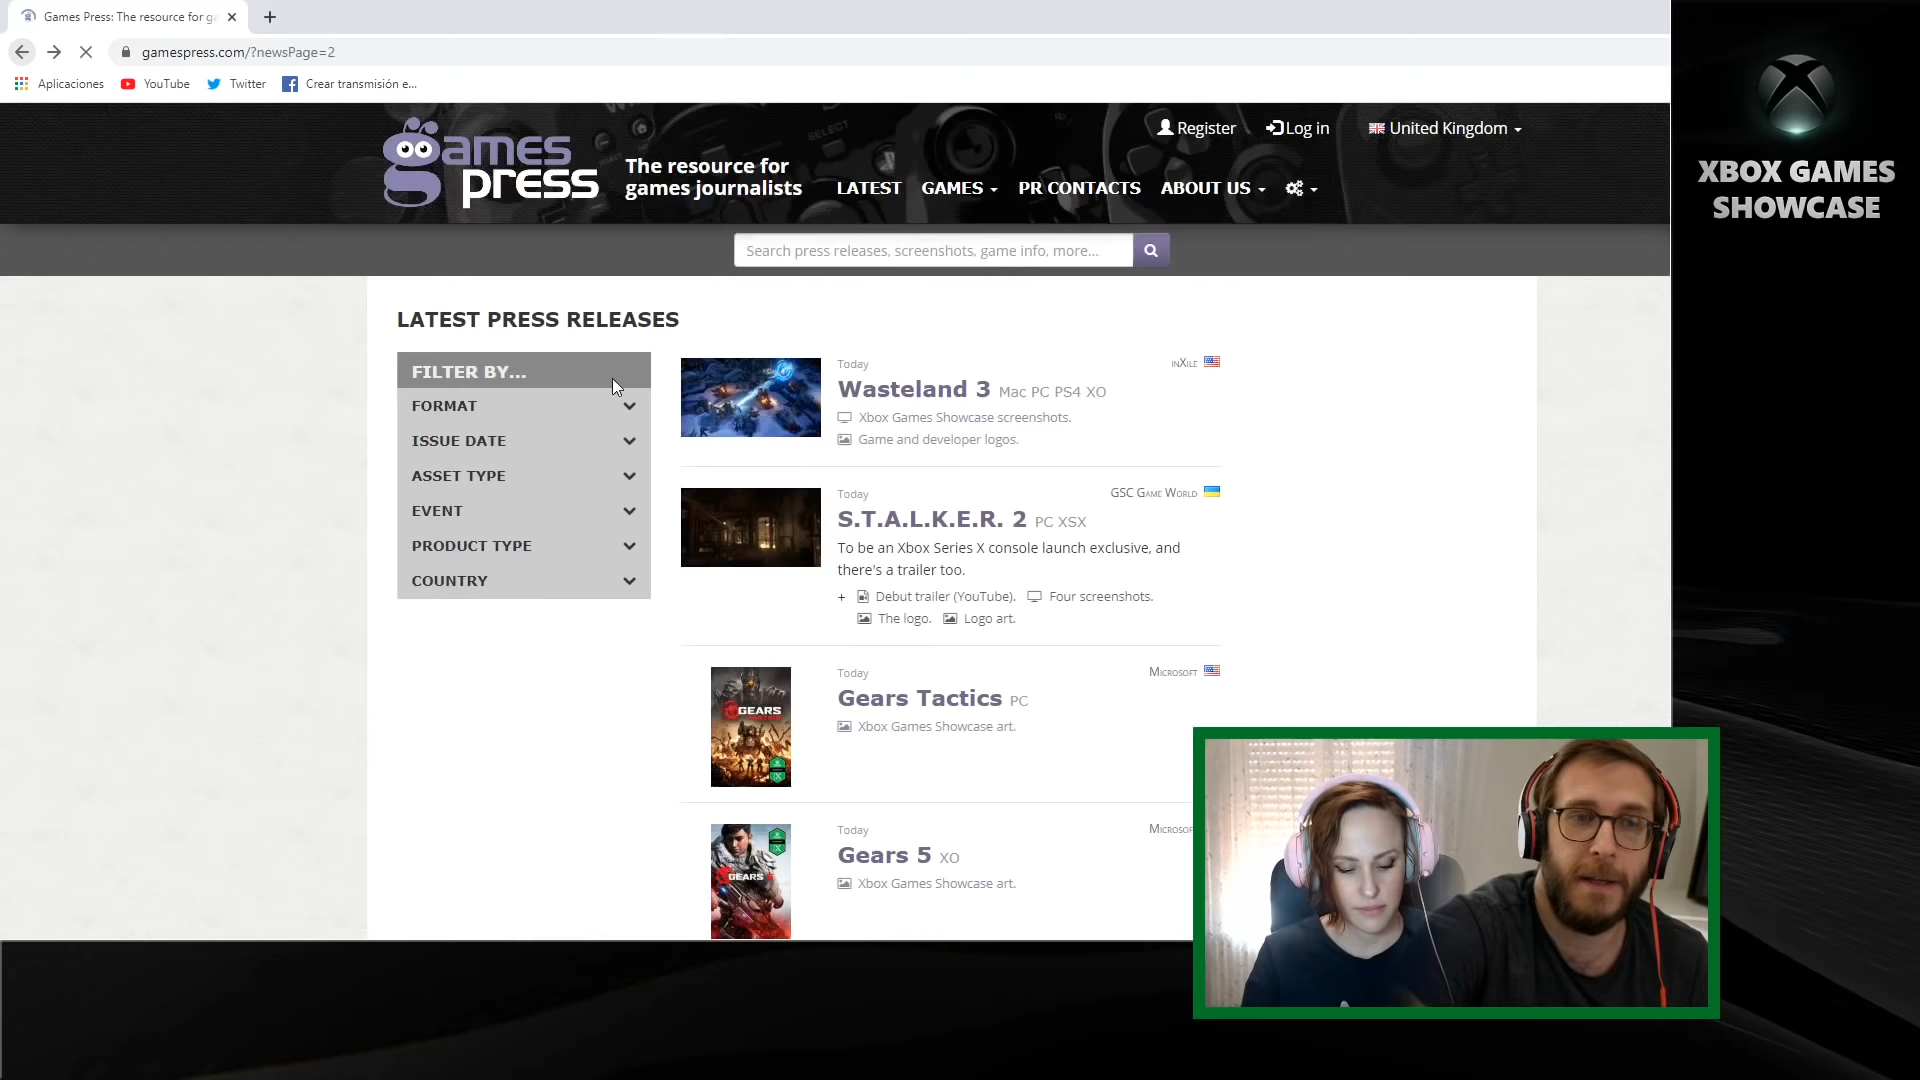 Games Press: The resource for ga
gamespress.com/?newsPage=2
Aplicaciones
YouTube
Twitter
Crear transmisión e...
games press
The resource for
games journalists
Register
Log in
United Kingdom
LATEST
GAMES
PR CONTACTS
ABOUT US
SELECT
Search press releases, screenshots, game info, more...
XBOX GAMES
SHOWCASE
LATEST PRESS RELEASES
FILTER BY...
FORMAT
ISSUE DATE
ASSET TYPE
EVENT
PRODUCT TYPE
COUNTRY
Today
inXile
Wasteland 3 Mac PC PS4 XO
Xbox Games Showcase screenshots.
Game and developer logos.
Today
GSC Game World
S.T.A.L.K.E.R. 2 PC XSX
To be an Xbox Series X console launch exclusive, and
there's a trailer too.
+ Debut trailer (YouTube). Four screenshots.
The logo. Logo art.
GEARS
Today
Microsoft
Gears Tactics PC
Xbox Games Showcase art.
GEARS
Today
Microsof
Gears 5 XO
Xbox Games Showcase art.